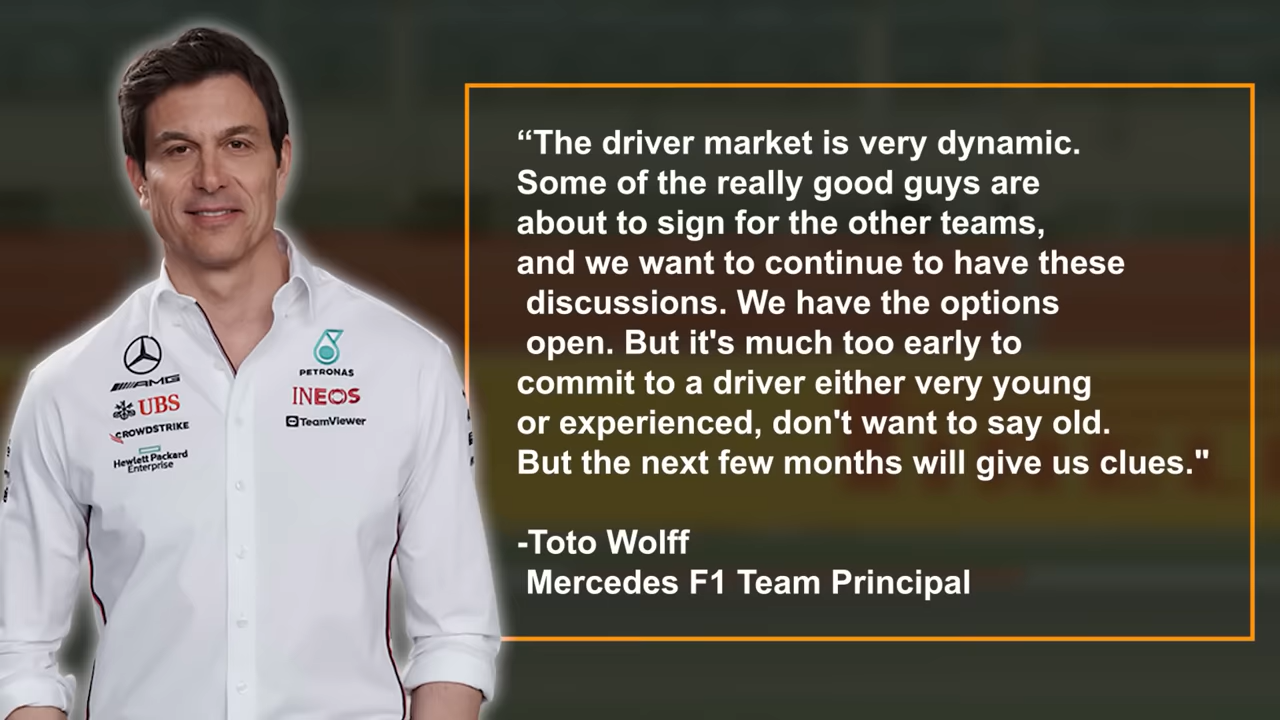 “The driver market is very dynamic.
Some of the really good guys are
about to sign for the other teams,
and we want to continue to have these
discussions. We have the options
open. But it's much too early to
commit to a driver either very young
or experienced, don't want to say old.
But the next few months will give us clues."
-Toto Wolff
Mercedes F1 Team Principal
AMG
UBS
CROWDSTRIKE
Hewlett Packard
Enterprise
PETRONAS
INEOS
TeamViewer